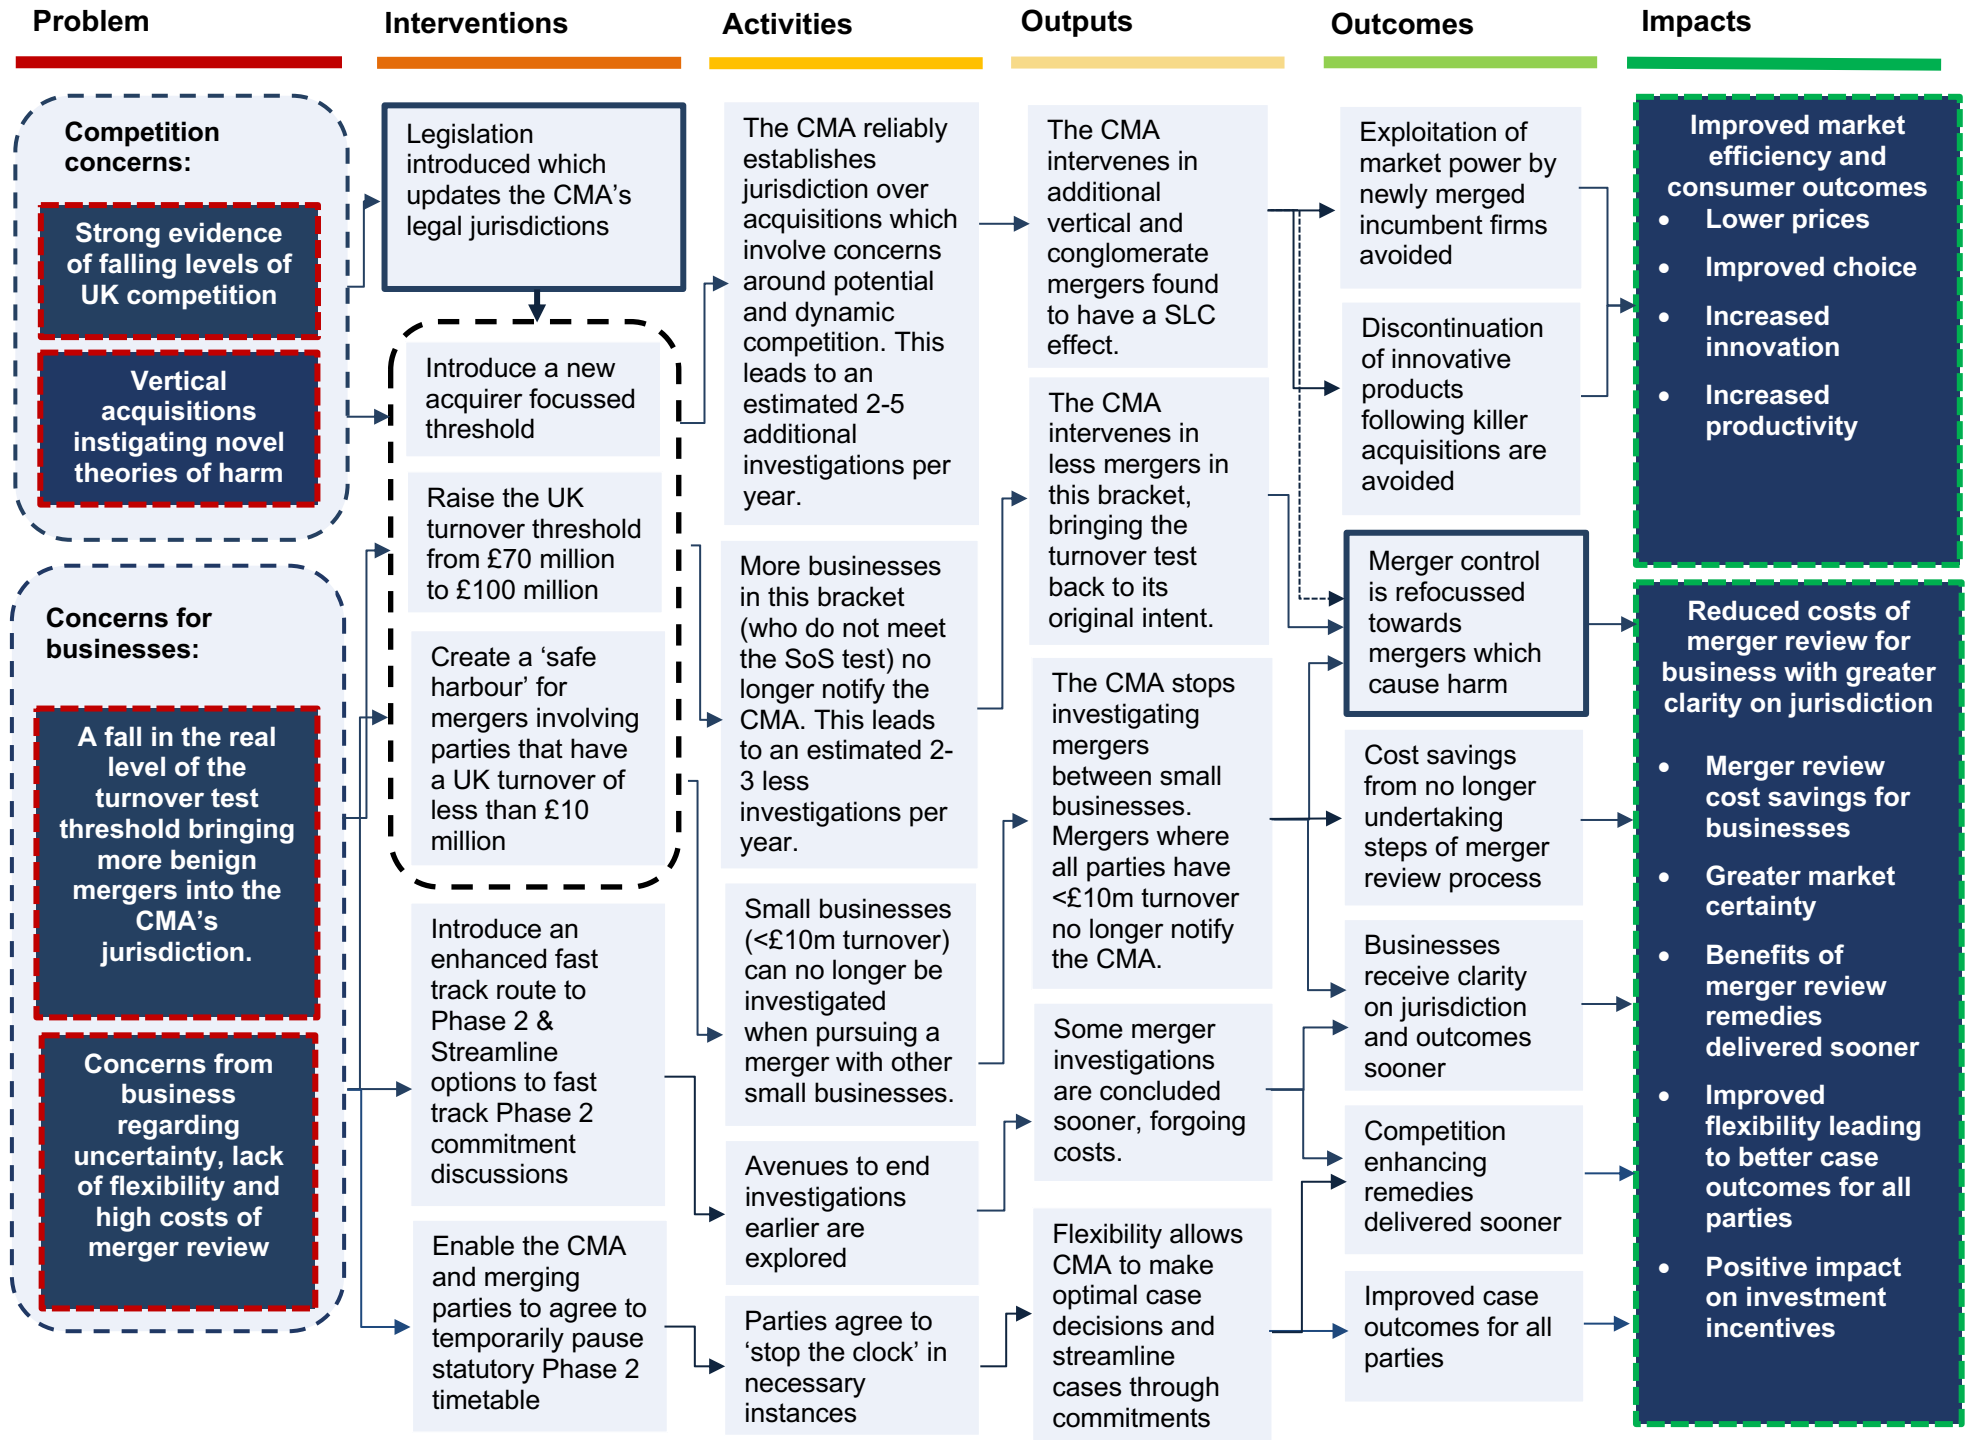 Problem
Interventions
Activities
Outputs
Outcomes
Impacts
Competition
concerns:
Strong evidence
of falling levels of
UK competition
Vertical
acquisitions
instigating novel
theories of harm
Concerns for
businesses:
A fall in the real
level of the
turnover test
threshold bringing
more benign
mergers into the
CMA’s
jurisdiction.
Concerns from
business
regarding
uncertainty, lack
of flexibility and
high costs of
merger review
Legislation
introduced which
updates the CMA’s
legal jurisdictions
Introduce a new
acquirer focussed
threshold
Raise the UK
turnover threshold
from £70 million
to £100 million
Create a ‘safe
harbour’ for
mergers involving
parties that have
a UK turnover of
less than £10
million
Introduce an
enhanced fast
track route to
Phase 2 &
Streamline
options to fast
track Phase 2
commitment
discussions
Enable the CMA
and merging
parties to agree to
temporarily pause
statutory Phase 2
timetable
The CMA reliably
establishes
jurisdiction over
acquisitions which
involve concerns
around potential
and dynamic
competition. This
leads to an
estimated 2-5
additional
investigations per
year.
More businesses
in this bracket
(who do not meet
the SoS test) no
longer notify the
CMA. This leads
to an estimated 2-
3 less
investigations per
year.
Small businesses
(<£10m turnover)
can no longer be
investigated
when pursuing a
merger with other
small businesses.
Avenues to end
investigations
earlier are
explored
Parties agree to
‘stop the clock’ in
necessary
instances
The CMA
intervenes in
additional
vertical and
conglomerate
mergers found
to have a SLC
effect.
The CMA
intervenes in
less mergers in
this bracket,
bringing the
turnover test
back to its
original intent.
The CMA stops
investigating
mergers
between small
businesses.
Mergers where
all parties have
<£10m turnover
no longer notify
the CMA.
Some merger
investigations
are concluded
sooner, forgoing
costs.
Flexibility allows
CMA to make
optimal case
decisions and
streamline
cases through
commitments
Exploitation of
market power by
newly merged
incumbent firms
avoided
Discontinuation
of innovative
products
following killer
acquisitions are
avoided
Merger control
is refocussed
towards
mergers which
cause harm
Cost savings
from no longer
undertaking
steps of merger
review process
Businesses
receive clarity
on jurisdiction
and outcomes
sooner
Competition
enhancing
remedies
delivered sooner
Improved case
outcomes for all
parties
Improved market
efficiency and
consumer outcomes
• Lower prices
• Improved choice
• Increased
innovation
• Increased
productivity
Reduced costs of
merger review for
business with greater
clarity on jurisdiction
• Merger review
cost savings for
businesses
• Greater market
certainty
• Benefits of
merger review
remedies
delivered sooner
• Improved
flexibility leading
to better case
outcomes for all
parties
• Positive impact
on investment
incentives